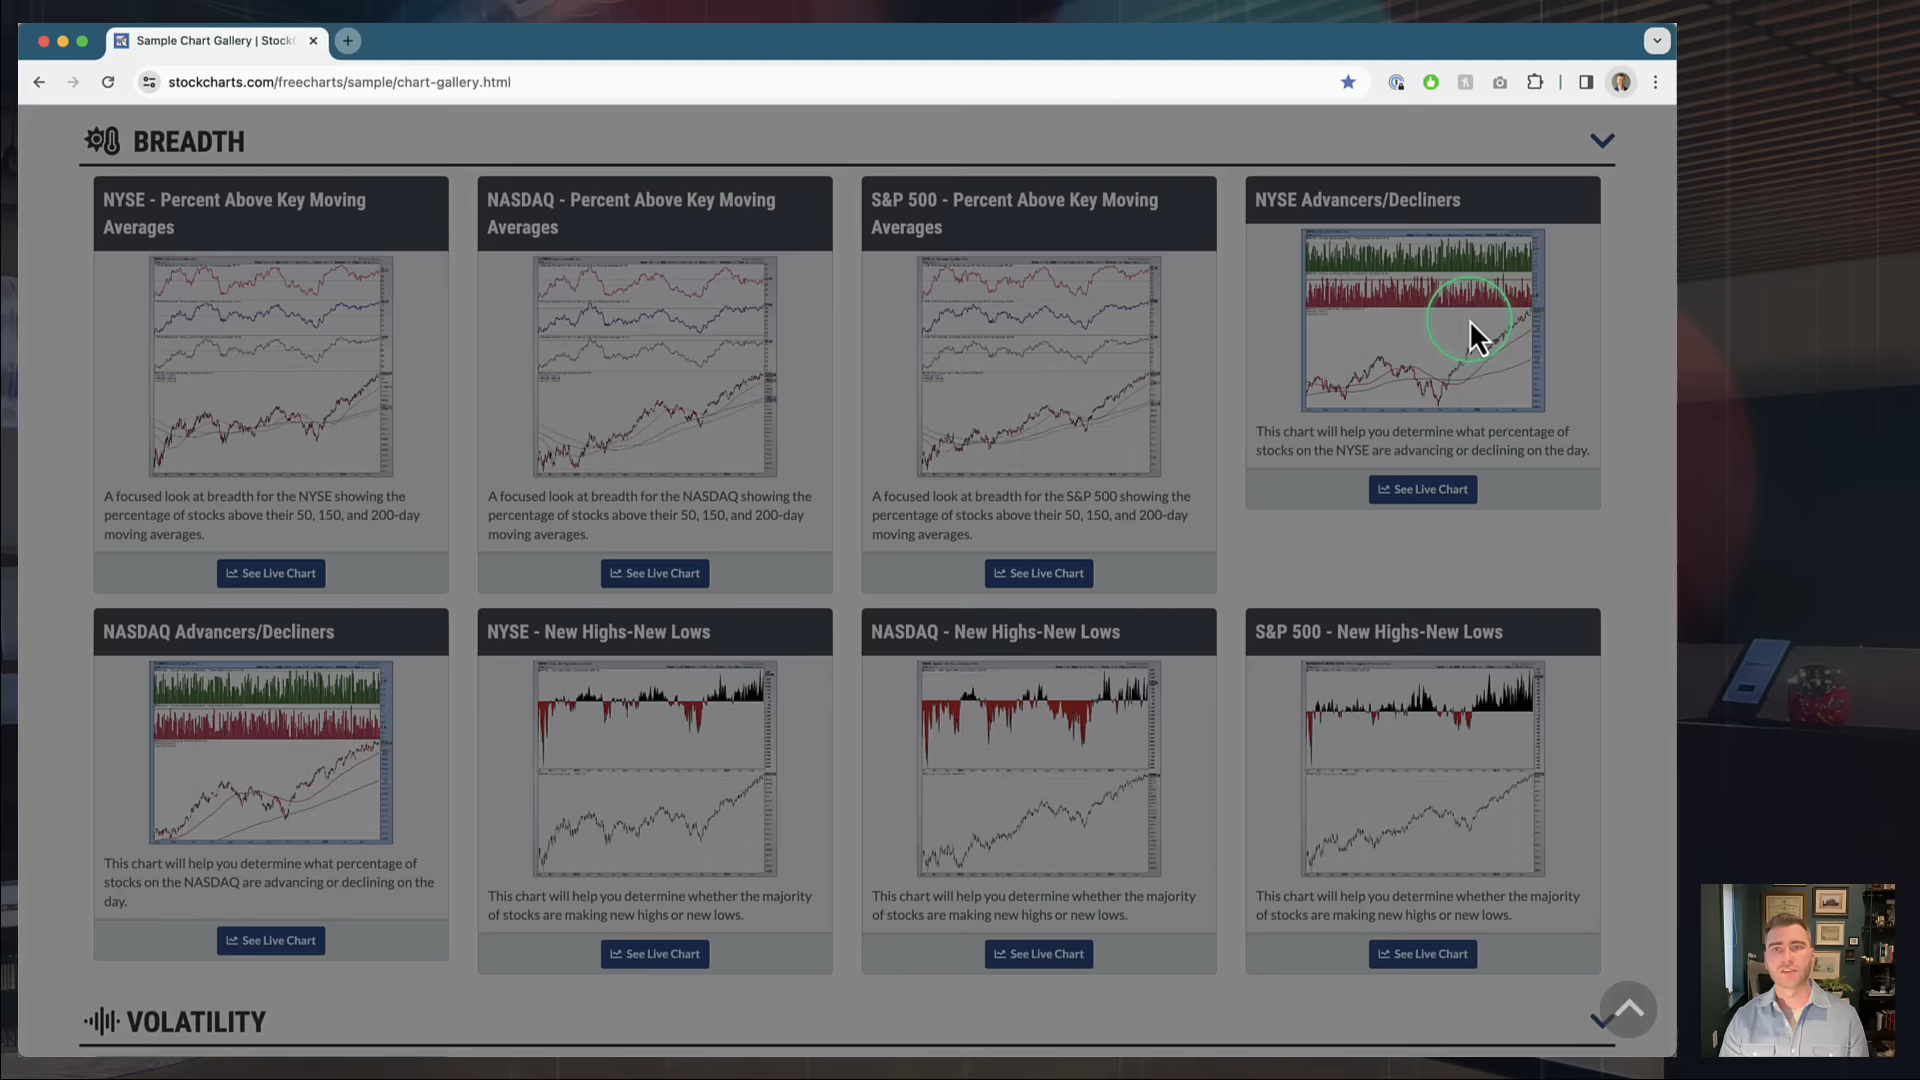 Sample Chart Gallery | Stock
stockcharts.com/freecharts/sample/chart-gallery.html
BREADTH
NYSE - Percent Above Key Moving
Averages
A focused look at breadth for the NYSE showing the
percentage of stocks above their 50, 150, and 200-day
moving averages.
See Live Chart
NASDAQ - Percent Above Key Moving
Averages
A focused look at breadth for the NASDAQ showing the
percentage of stocks above their 50, 150, and 200-day
moving averages.
See Live Chart
S&P 500 - Percent Above Key Moving
Averages
A focused look at breadth for the S&P 500 showing the
percentage of stocks above their 50, 150, and 200-day
moving averages.
See Live Chart
NYSE Advancers/Decliners
This chart will help you determine what percentage of
stocks on the NYSE are advancing or declining on the day.
See Live Chart
NASDAQ Advancers/Decliners
This chart will help you determine what percentage of
stocks on the NASDAQ are advancing or declining on the
day.
See Live Chart
NYSE - New Highs-New Lows
This chart will help you determine whether the majority
of stocks are making new highs or new lows.
See Live Chart
NASDAQ - New Highs-New Lows
This chart will help you determine whether the majority
of stocks are making new highs or new lows.
See Live Chart
S&P 500 - New Highs-New Lows
This chart will help you determine whether the majority
of stocks are making new highs or new lows.
See Live Chart
VOLATILITY